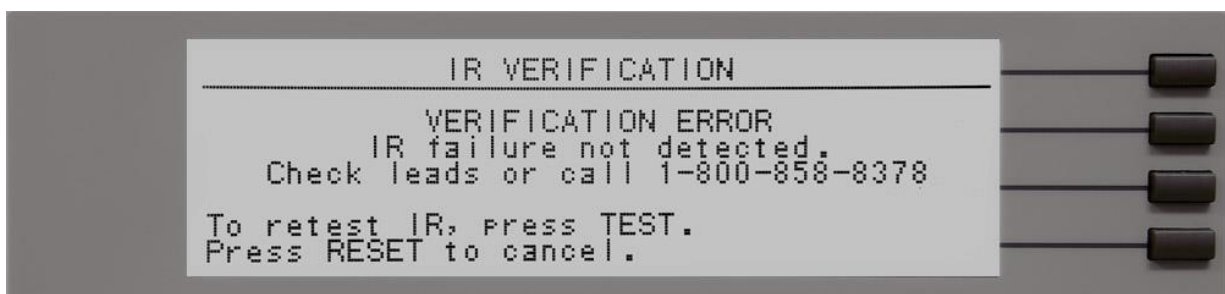 IR VERIFICATION
VERIFICATION ERROR
IR failure not detected.
Check leads or call 1-800-858-8378
To retest IR, press TEST.
Press RESET to cancel.